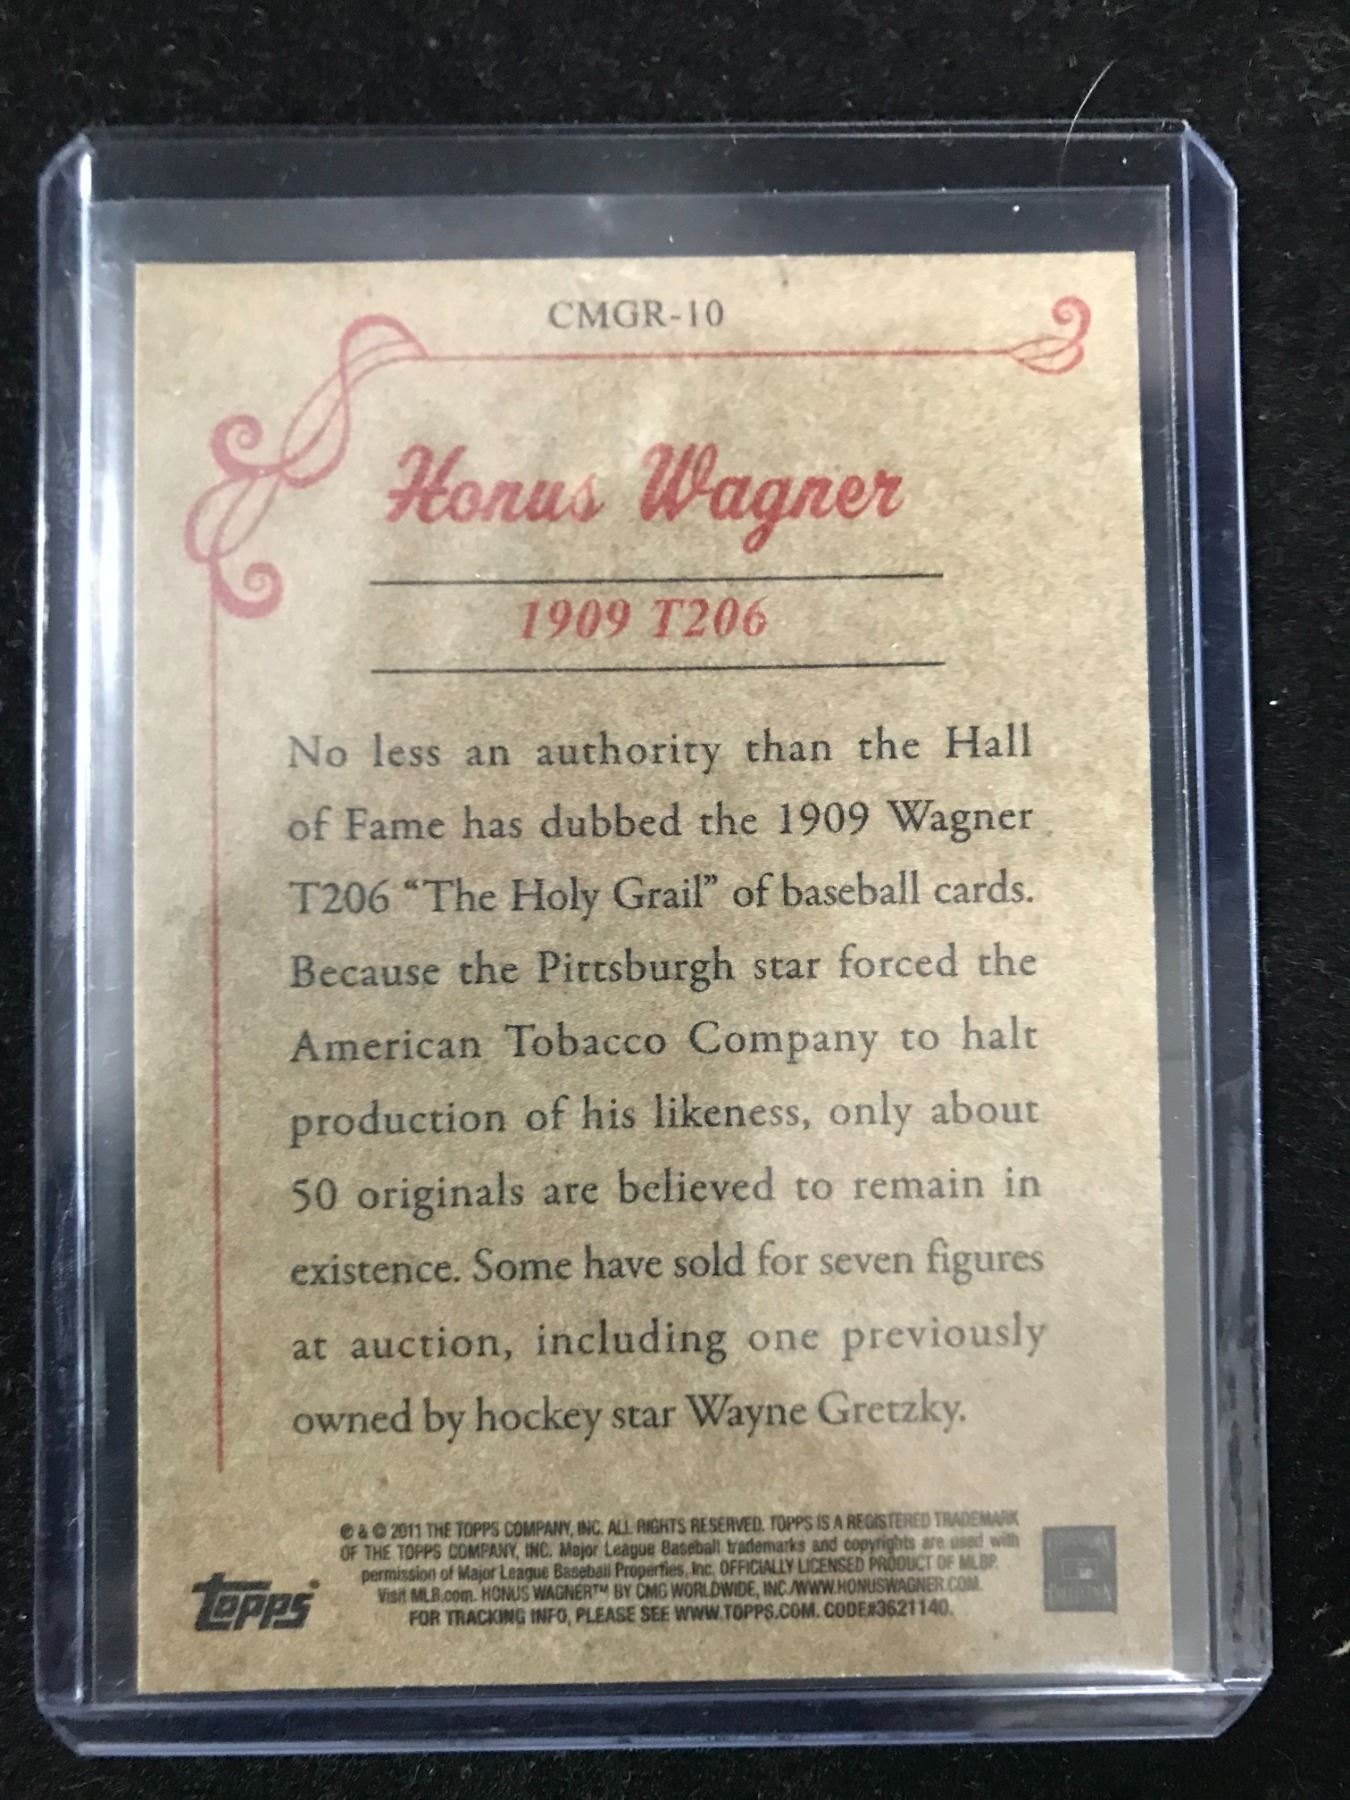 CMGR-10
Honus Wagner
1909 T206
No less an authority than the Hall
of Fame has dubbed the 1909 Wagner
T206 “The Holy Grail” of baseball cards.
Because the Pittsburgh star forced the
American Tobacco Company to halt
production of his likeness, only about
50 originals are believed to remain in
existence. Some have sold for seven figures
at auction, including one previously
owned by hockey star Wayne Gretzky.
® & © 2011 THE TOPPS COMPANY, INC. ALL RIGHTS RESERVED. TOPPS IS A REGISTERED TRADEMARK
OF THE TOPPS COMPANY, INC. Major League Baseball trademarks and copyrights are used with
permission of Major League Baseball Properties, Inc. OFFICIALLY LICENSED PRODUCT OF MLBP.
Visit MLB.com. HONUS WAGNER™ BY CMG WORLDWIDE, INC./WWW.HONUSWAGNER.COM.
FOR TRACKING INFO, PLEASE SEE WWW.TOPPS.COM. CODE#3621140.
Topps